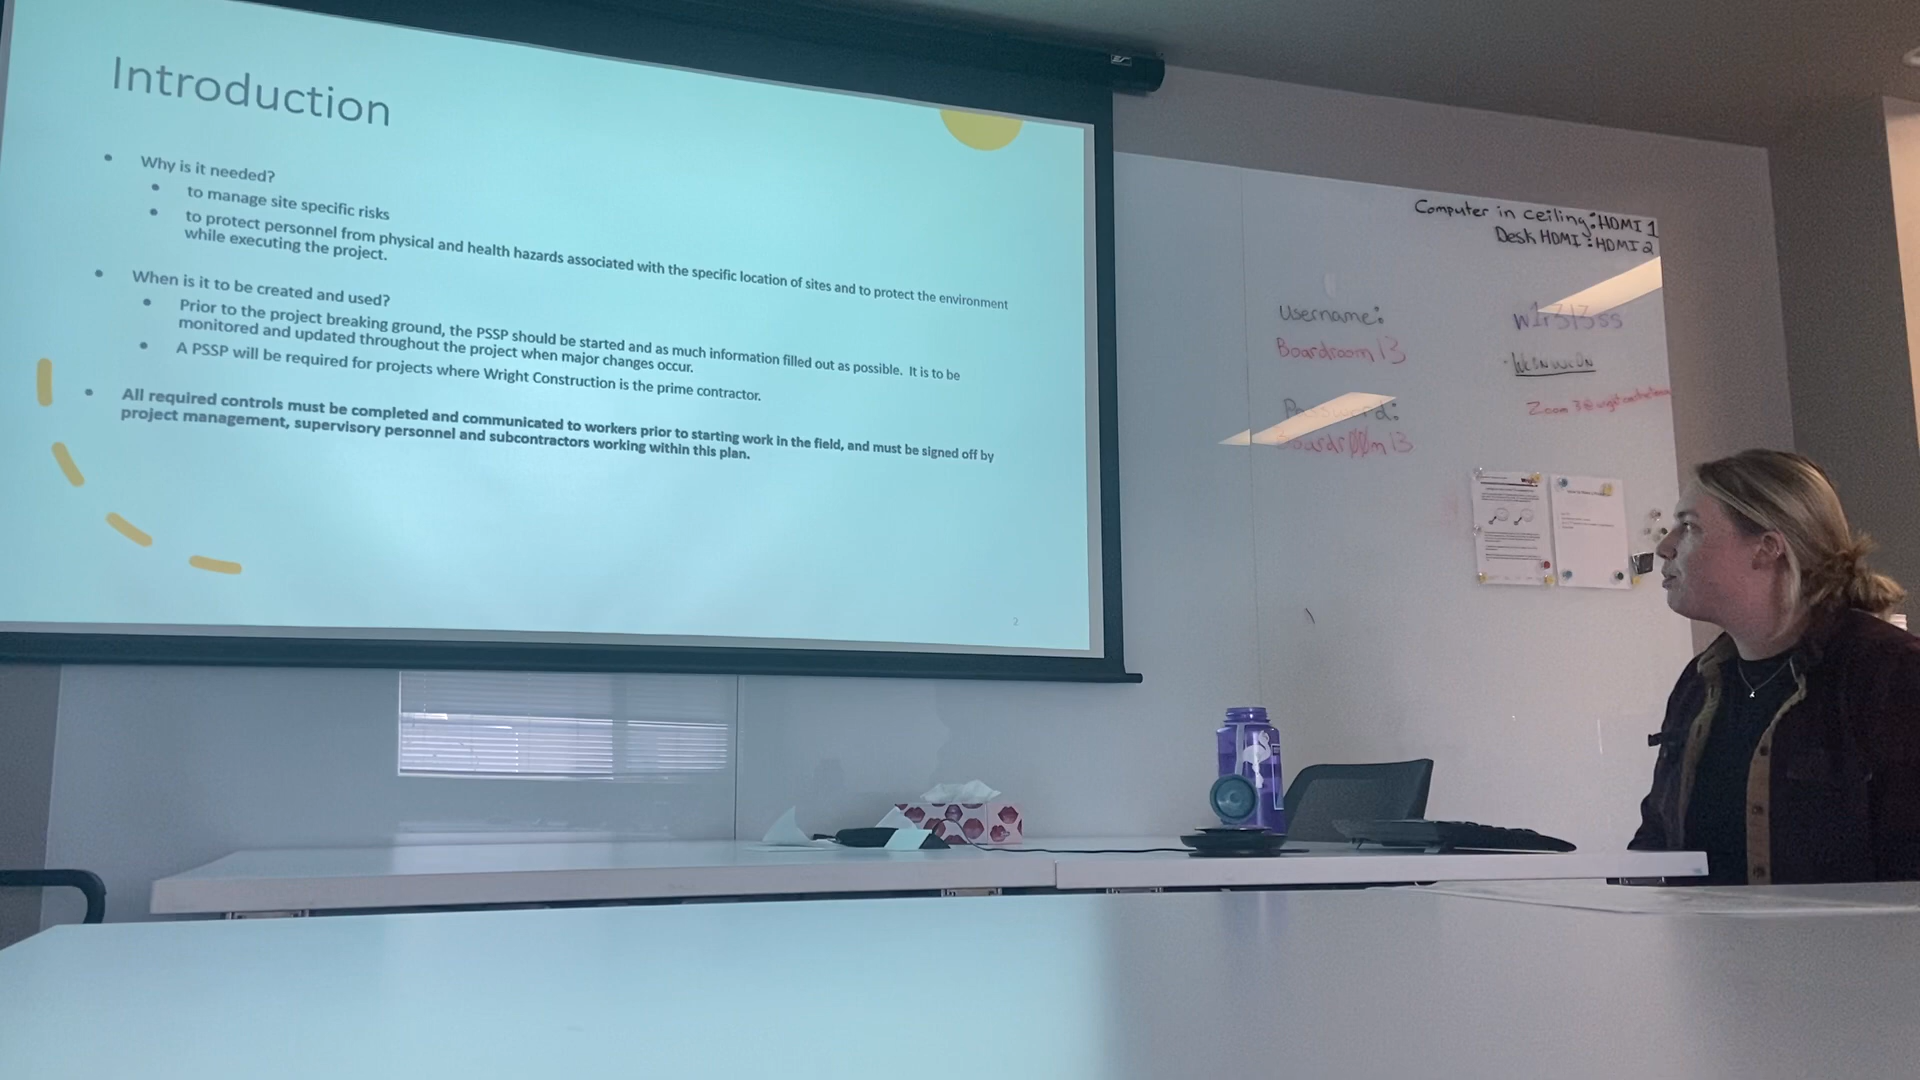 Introduction
• Why is it needed?
• to manage site specific risks
• to protect personnel from physical and health hazards associated with the specific location of sites and to protect the environment
while executing the project.
• When is it to be created and used?
• Prior to the project breaking ground, the PSSP should be started and as much information filled out as possible. It is to be
monitored and updated throughout the project when major changes occur.
• A PSSP will be required for projects where Wright Construction is the prime contractor.
• All required controls must be completed and communicated to workers prior to starting work in the field, and must be signed off by
project management, supervisory personnel and subcontractors working within this plan.
2
Computer in ceiling: HDMI 1
Desk HDMI: HDMI 2
Username:
Boardroom13
Password:
Boardr00m13
Zoom